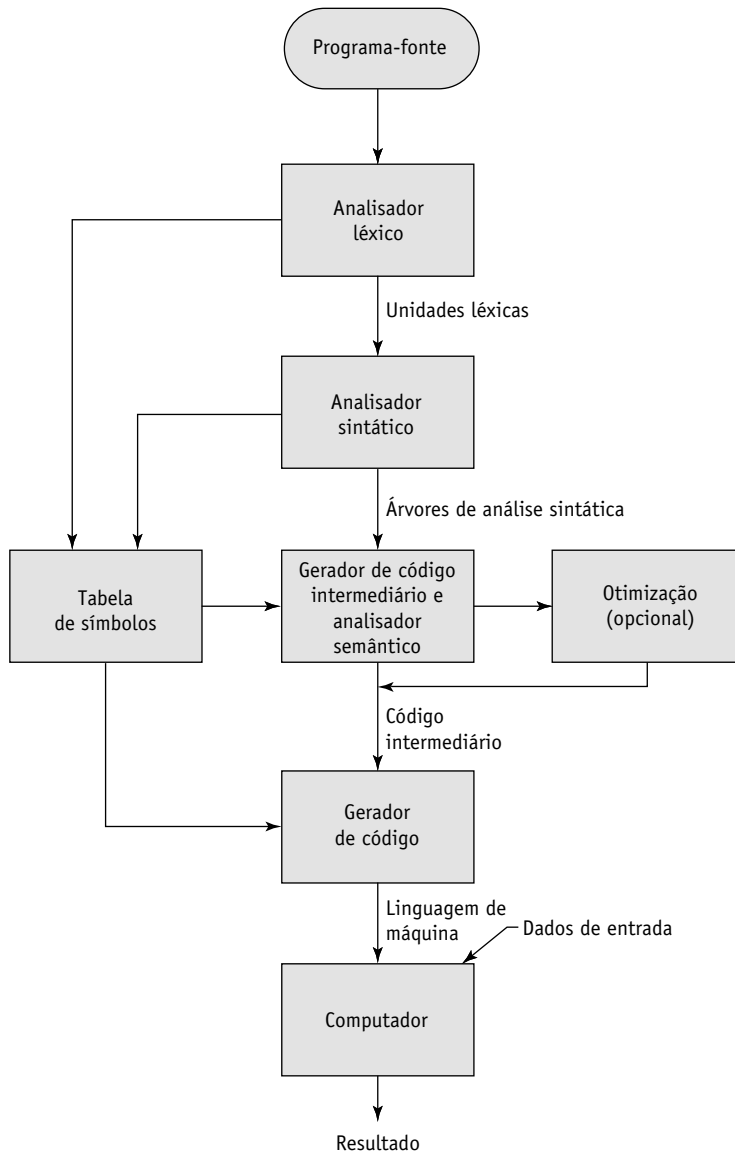 Programa-fonte
Analisador
léxico
Unidades léxicas
Analisador
sintático
Árvores de análise sintática
Tabela
de símbolos
Gerador de código
intermediário e
analisador
semântico
Otimização
(opcional)
Código
intermediário
Gerador
de código
Linguagem de
máquina
Dados de entrada
Computador
Resultado